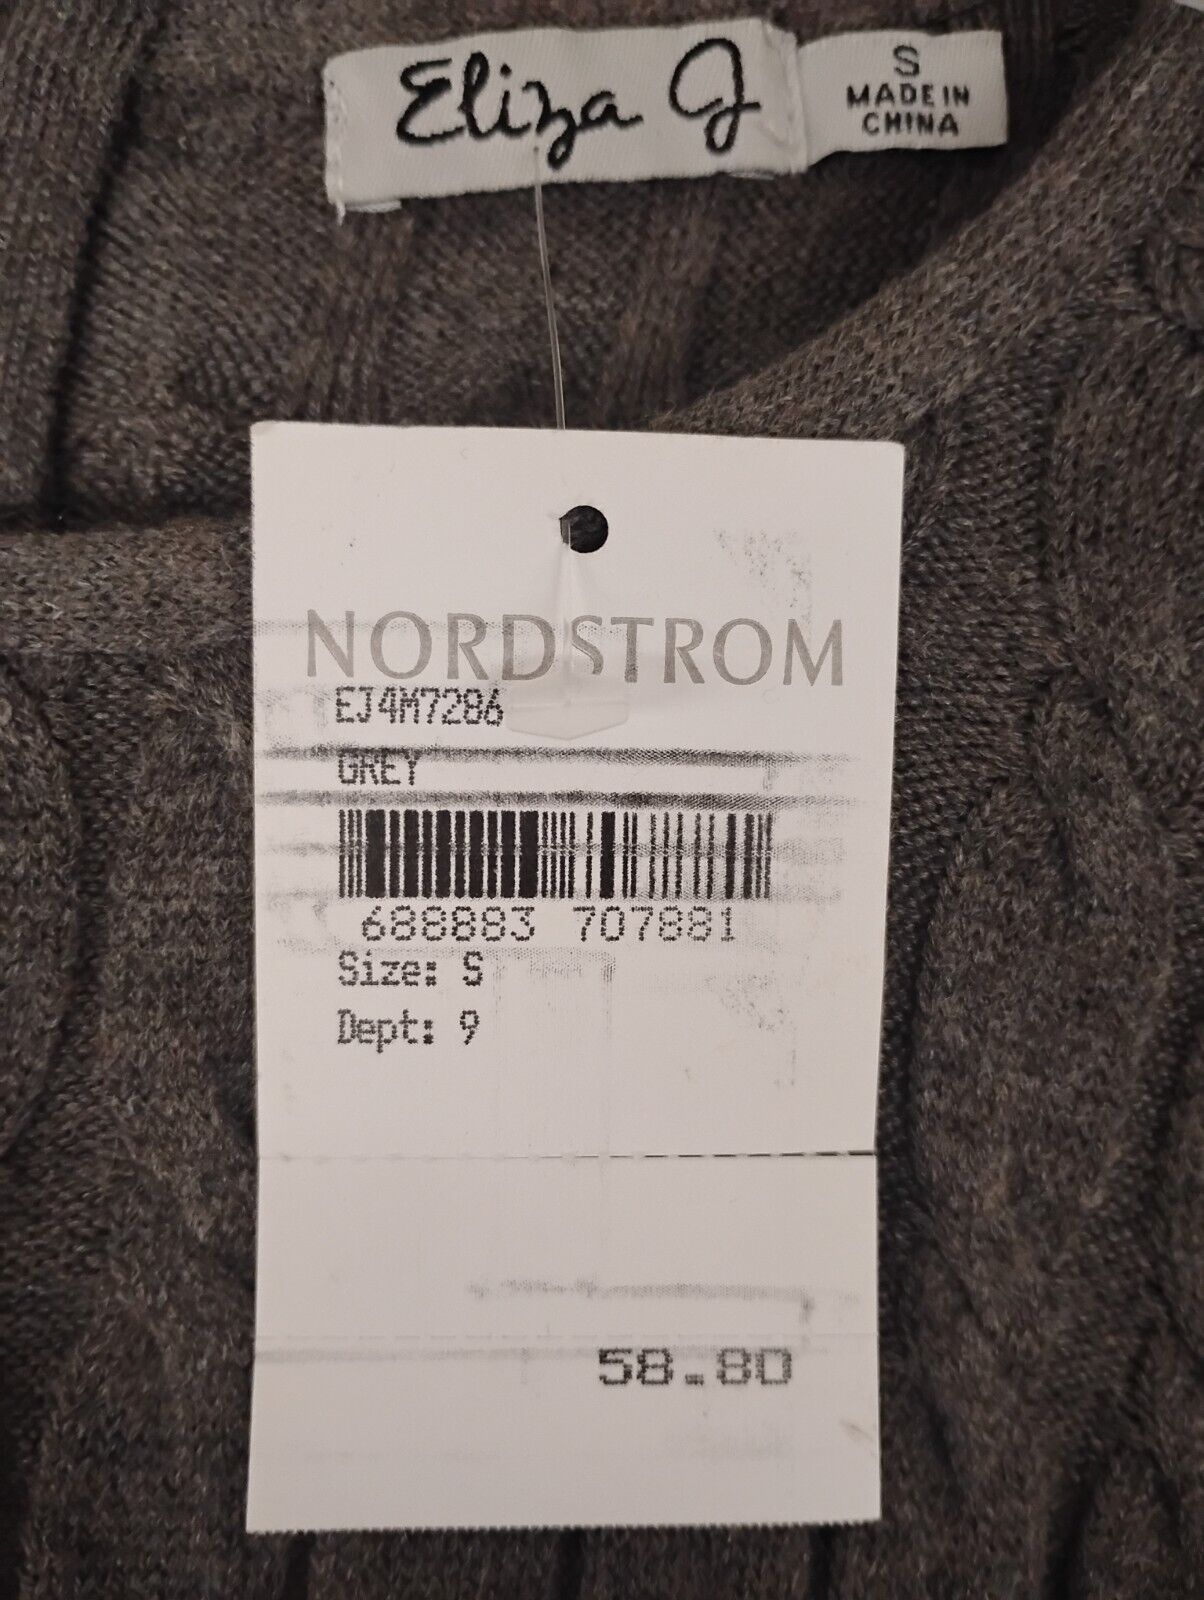 Eliza J
S
MADE IN
CHINA
NORDSTROM
EJ4M7286
GREY
688883 707881
Size: S
Dept: 9
58.80